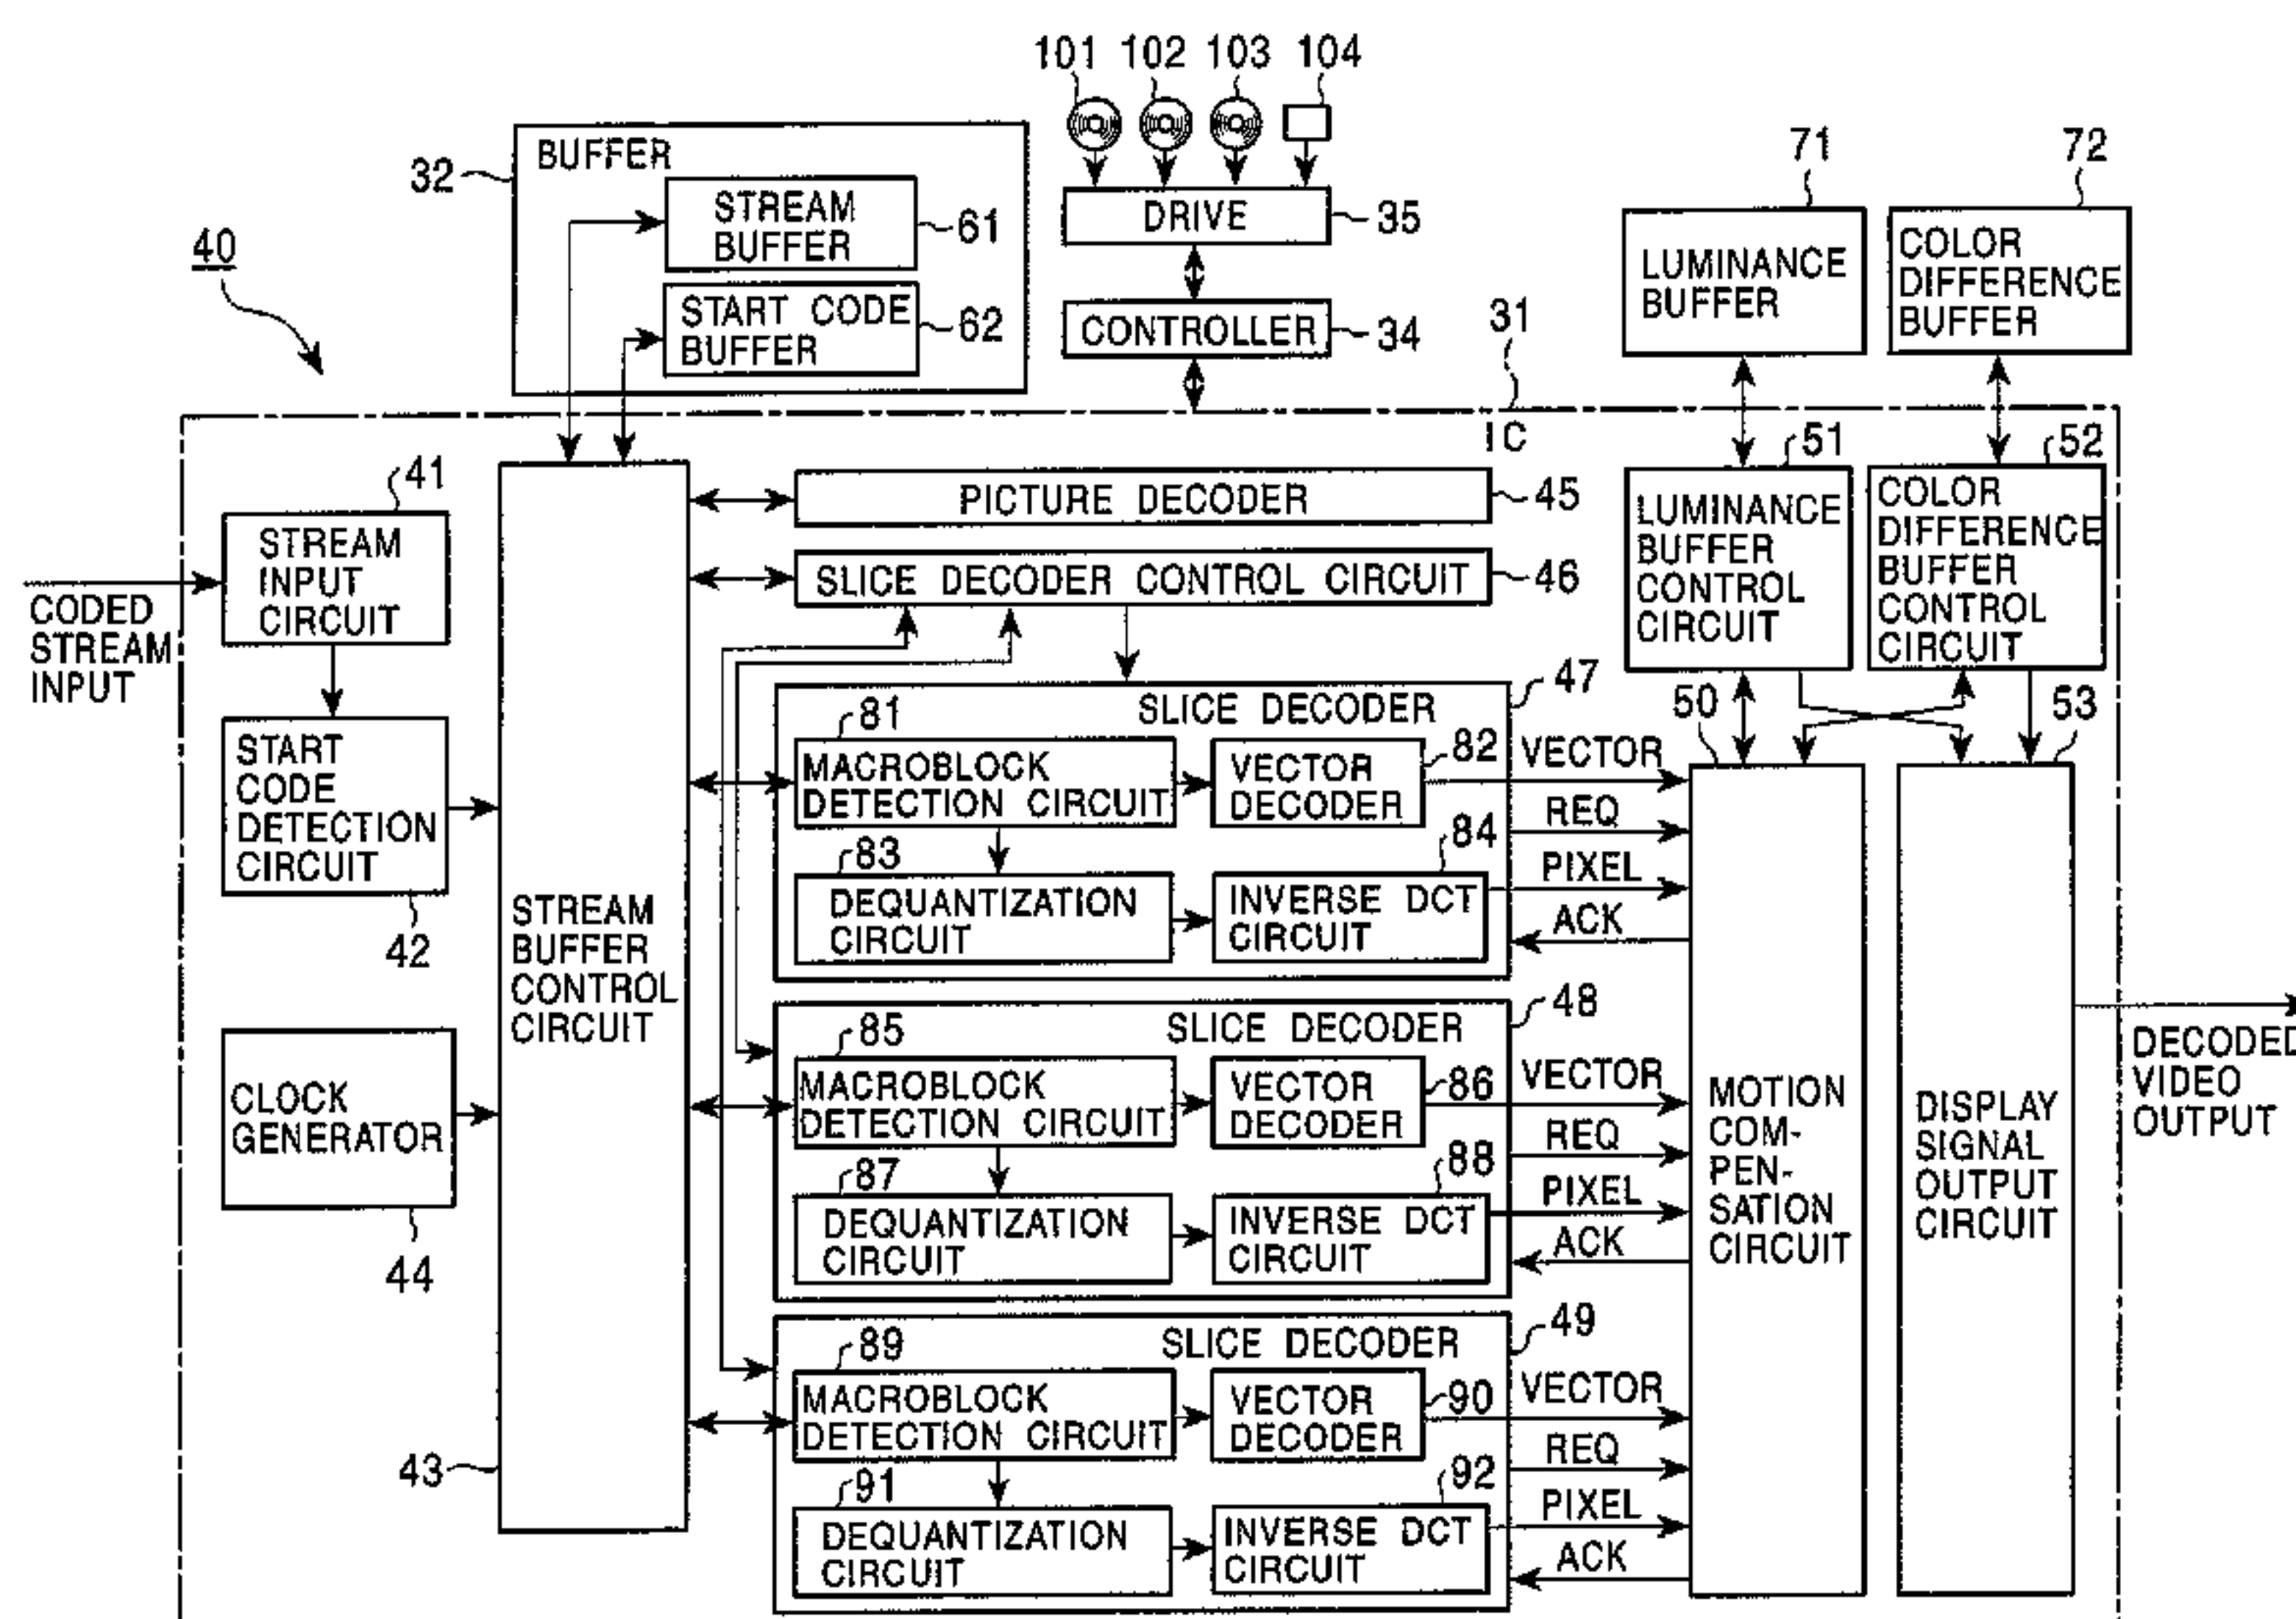 101 102 103 104
BUFFER
32
STREAM
BUFFER
61
START CODE
BUFFER
62
DRIVE
35
CONTROLLER
34
40
71
LUMINANCE
BUFFER
72
COLOR
DIFFERENCE
BUFFER
31
IC
41
STREAM
INPUT
CIRCUIT
CODED
STREAM
INPUT
START
CODE
DETECTION
CIRCUIT
42
CLOCK
GENERATOR
44
STREAM
BUFFER
CONTROL
CIRCUIT
43
PICTURE DECODER
45
SLICE DECODER CONTROL CIRCUIT
46
51
LUMINANCE
BUFFER
CONTROL
CIRCUIT
52
COLOR
DIFFERENCE
BUFFER
CONTROL
CIRCUIT
SLICE DECODER
47
81
MACROBLOCK
DETECTION CIRCUIT
VECTOR
DECODER
82
83
DEQUANTIZATION
CIRCUIT
84
INVERSE DCT
CIRCUIT
VECTOR
REQ
PIXEL
ACK
SLICE DECODER
48
85
MACROBLOCK
DETECTION CIRCUIT
VECTOR
DECODER
86
87
DEQUANTIZATION
CIRCUIT
88
INVERSE DCT
CIRCUIT
VECTOR
REQ
PIXEL
ACK
SLICE DECODER
49
89
MACROBLOCK
DETECTION CIRCUIT
VECTOR
DECODER
90
91
DEQUANTIZATION
CIRCUIT
92
INVERSE DCT
CIRCUIT
VECTOR
REQ
PIXEL
ACK
50
MOTION
COM-
PEN-
SATION
CIRCUIT
53
DISPLAY
SIGNAL
OUTPUT
CIRCUIT
DECODED
VIDEO
OUTPUT